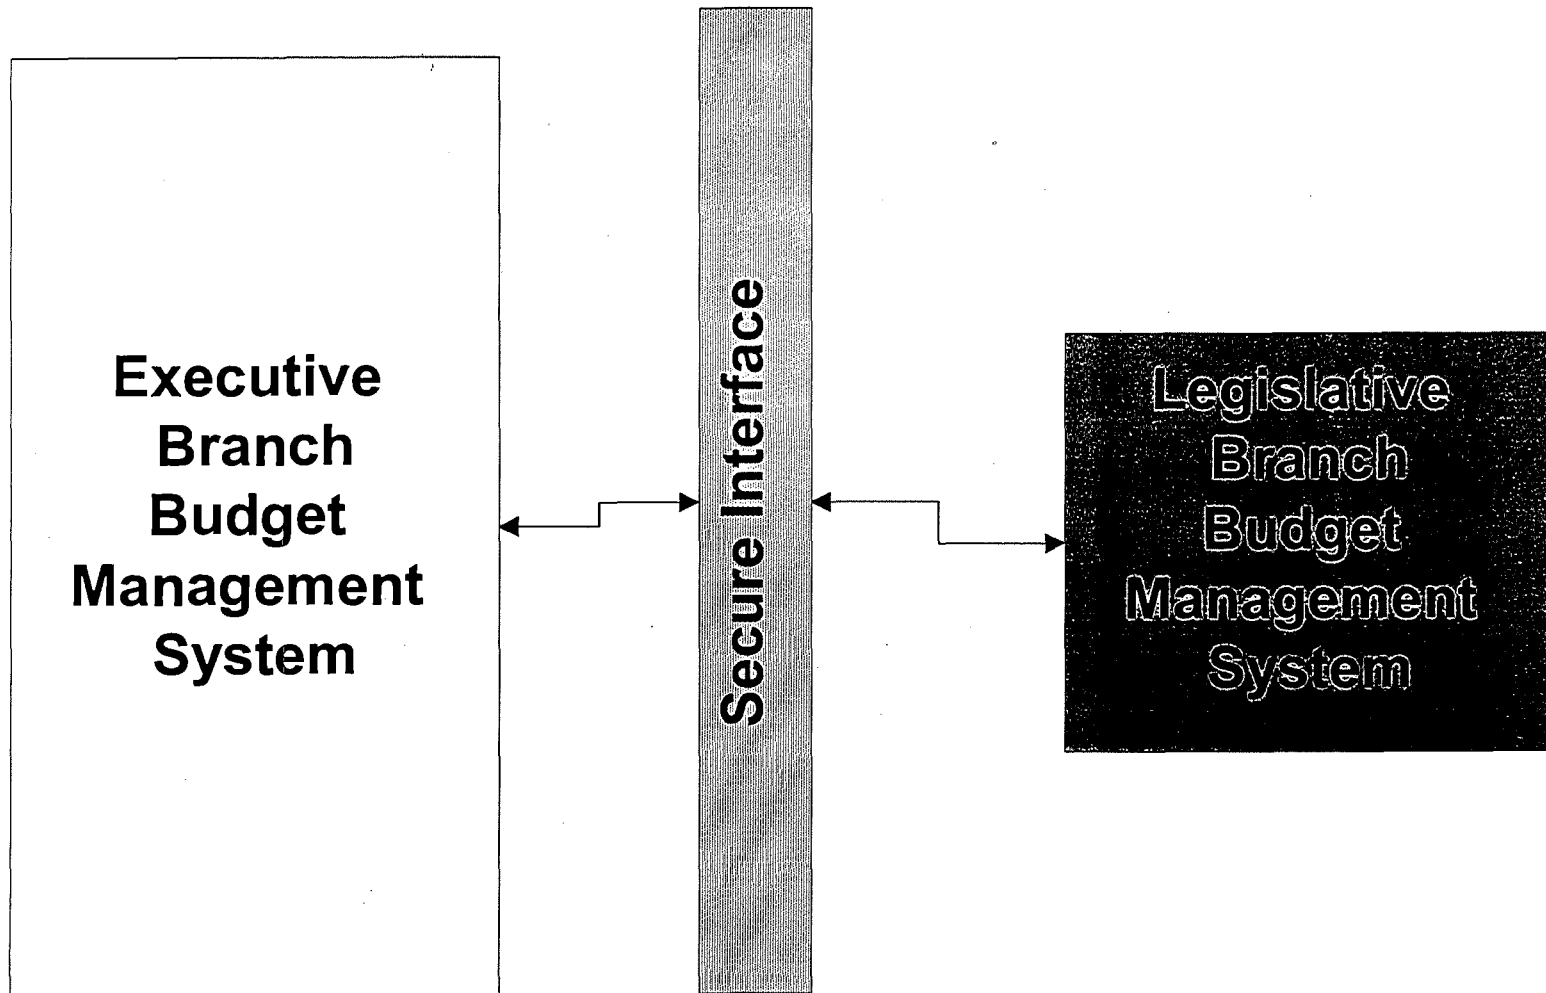 Executive
Branch
Budget
Management
System
Secure Interface
Legislative
Branch
Budget
Management
System